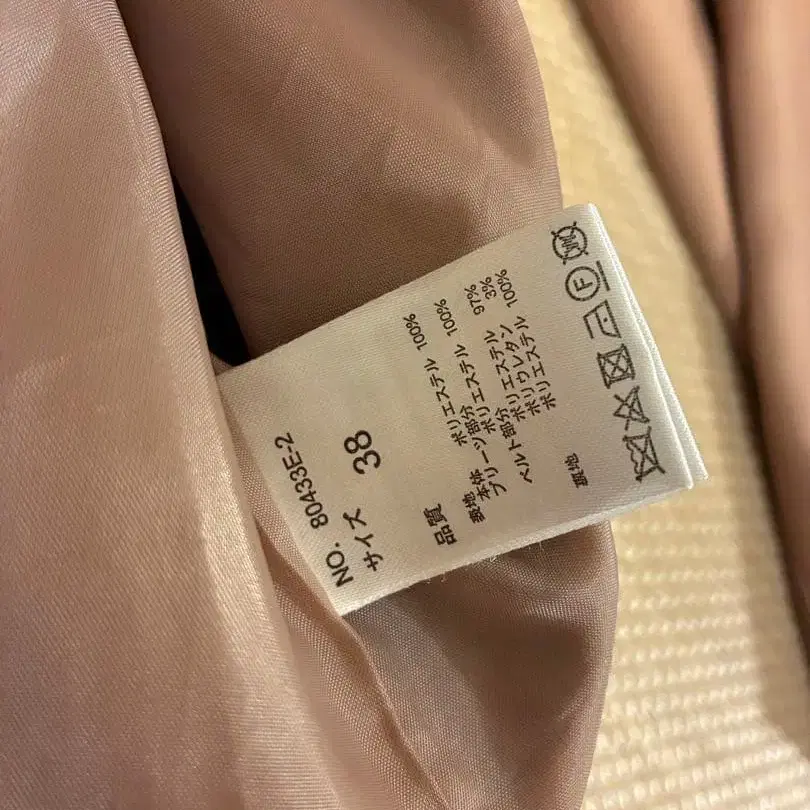 NO. 80433E-2
サイズ 38
品質
表地 本体 ポリエステル 100%
プリーツ部分 ポリエステル 100%
ベルト部分 ポリエステル 97%
ポリウレタン 3%
裏地 ポリエステル 100%
F